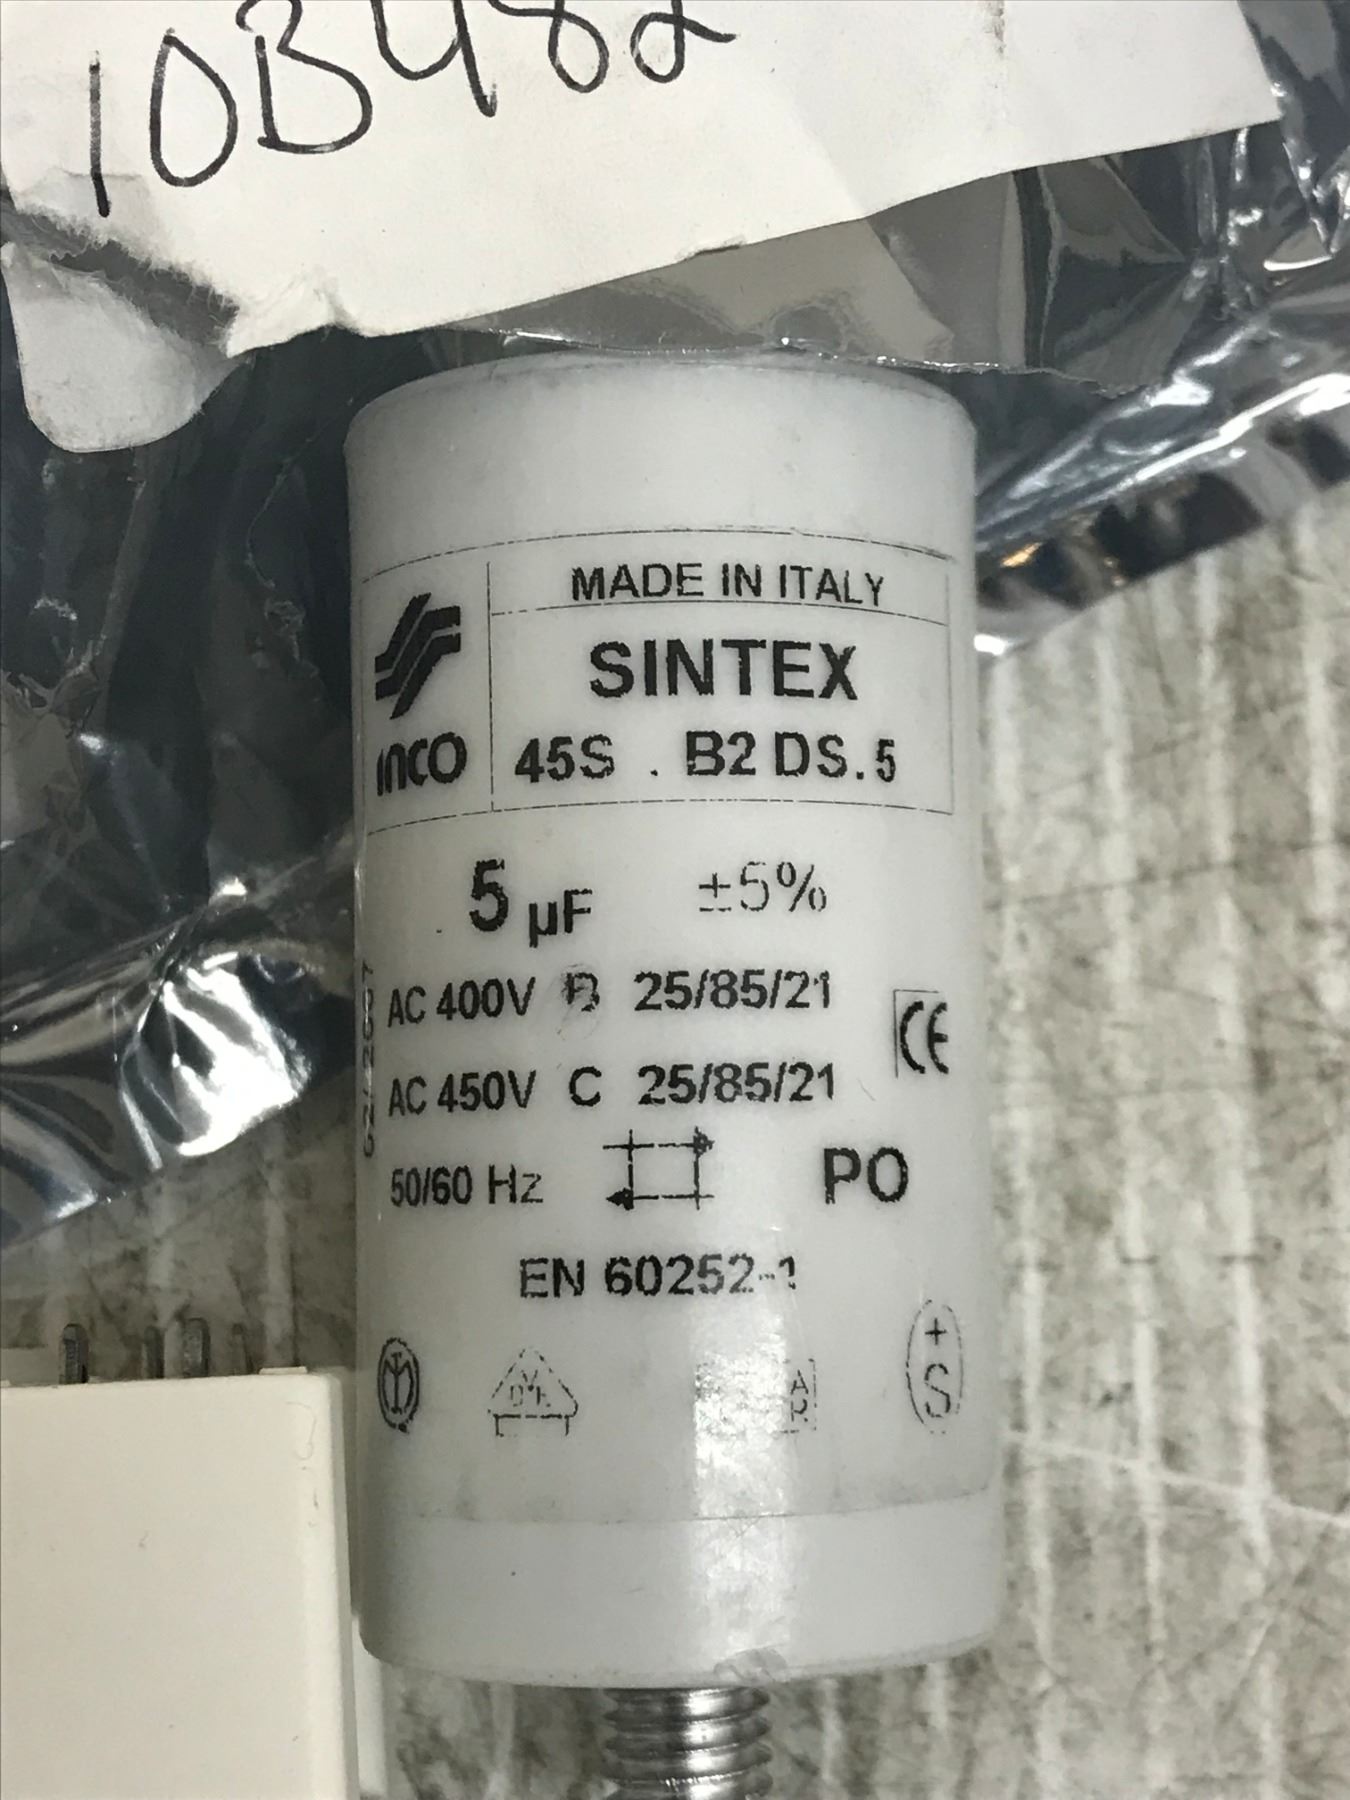 10B482
MADE IN ITALY
SINTEX
INCO 45S . B2 DS.5
5 µF ±5%
AC 400V B 25/85/21
CE
AC 450V C 25/85/21
50/60 Hz PO
EN 60252-1
+
S